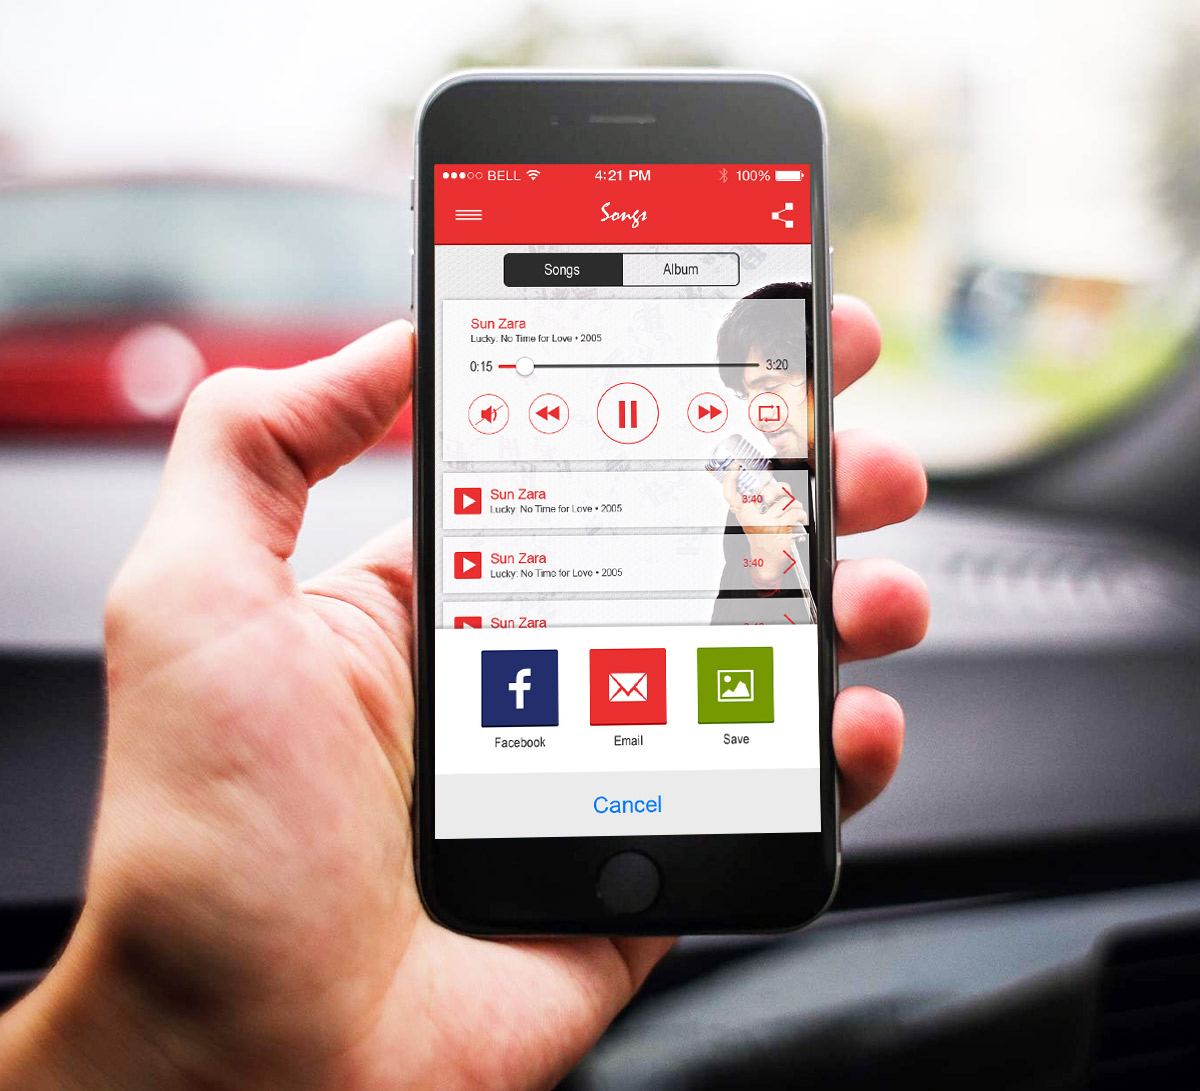 BELL 4:21 PM 100%
Songs
Songs Album
Sun Zara
Lucky: No Time for Love • 2005
0:15 3:20
Sun Zara
Lucky: No Time for Love • 2005
3:40
Sun Zara
Lucky: No Time for Love • 2005
3:40
Sun Zara
Facebook Email Save
Cancel